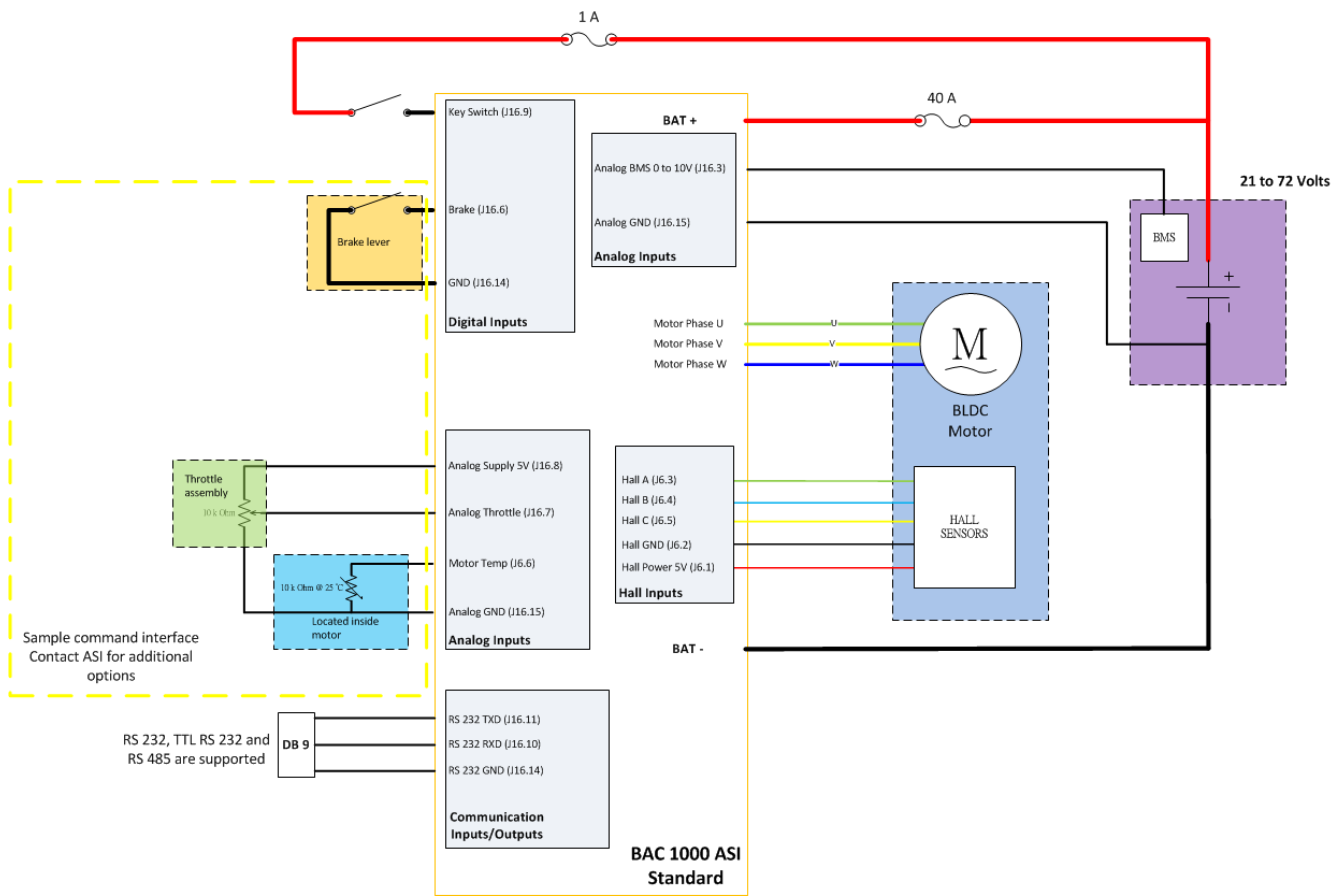 1 A
Key Switch (J16.9)
BAT +
40 A
Analog BMS 0 to 10V (J16.3)
21 to 72 Volts
Brake (J16.6)
Analog GND (J16.15)
BMS
Brake lever
Analog Inputs
GND (J16.14)
+
Digital Inputs
Motor Phase U
U
Motor Phase V
V
Motor Phase W
W
M
BLDC
Motor
Analog Supply 5V (J16.8)
Throttle
assembly
10 k Ohm
Analog Throttle (J16.7)
Hall A (J6.3)
Hall B (J6.4)
Hall C (J6.5)
Hall GND (J6.2)
Hall Power 5V (J6.1)
Hall Inputs
HALL
SENSORS
Motor Temp (J6.6)
10 k Ohm @ 25 ℃
Analog GND (J16.15)
Located inside
motor
Analog Inputs
BAT -
Sample command interface
Contact ASI for additional
options
RS 232 TXD (J16.11)
RS 232, TTL RS 232 and
RS 485 are supported
DB 9
RS 232 RXD (J16.10)
RS 232 GND (J16.14)
Communication
Inputs/Outputs
BAC 1000 ASI
Standard